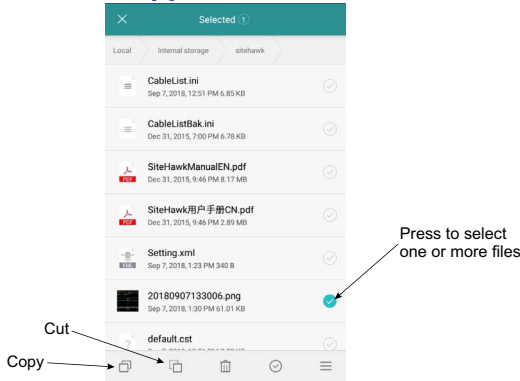 Selected 1
Local Internal storage sitehawk
CableList.ini
Sep 7, 2018, 12:51 PM 6.85 KB
CableListBak.ini
Dec 31, 2015, 7:00 PM 6.78 KB
PDF
SiteHawkManualEN.pdf
Dec 31, 2015, 9:46 PM 8.17 MB
PDF
SiteHawk用户手册CN.pdf
Dec 31, 2015, 9:46 PM 2.89 MB
XML
Setting.xml
Sep 7, 2018, 1:23 PM 340 B
Press to select
one or more files
20180907133006.png
Sep 7, 2018, 1:30 PM 61.01 KB
Cut
default.cst
Copy